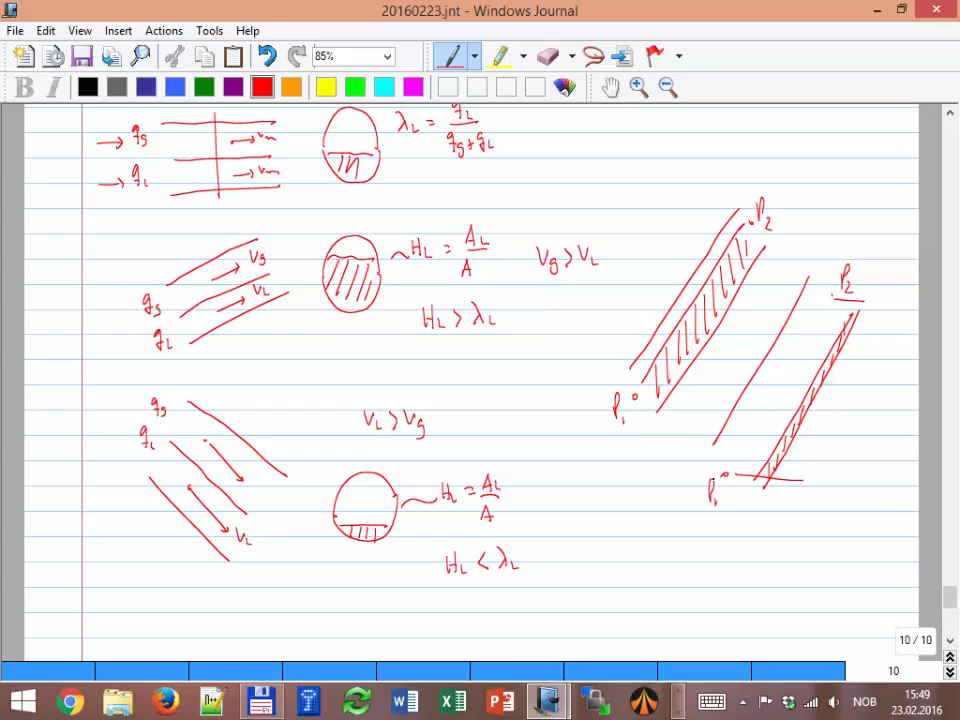 20160223.jnt - Windows Journal
File Edit View Insert Actions Tools Help
85%
B I
→ qg
→ qL
→ vm
→ vm
λL = qL / qg + qL
qg
qL
vg
vL
~ HL = AL / A
Vg > VL
HL > λL
P2
P1
P2
P1
qg
qL
vL
VL > Vg
HL = AL / A
HL < λL
10 / 10
10
NOB
15:49
23.02.2016